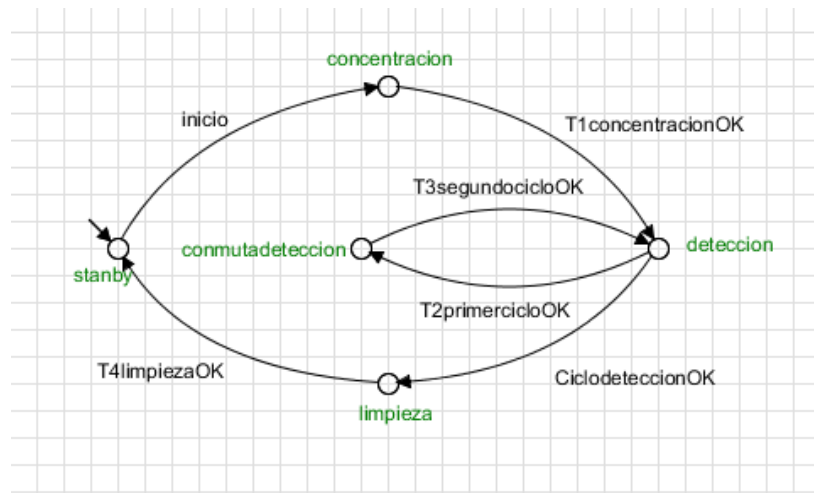 concentracion
inicio
T1concentracionOK
T3segundocicloOK
conmutadeteccion
deteccion
stanby
T2primercicloOK
T4limpiezaOK
CiclodeteccionOK
limpieza